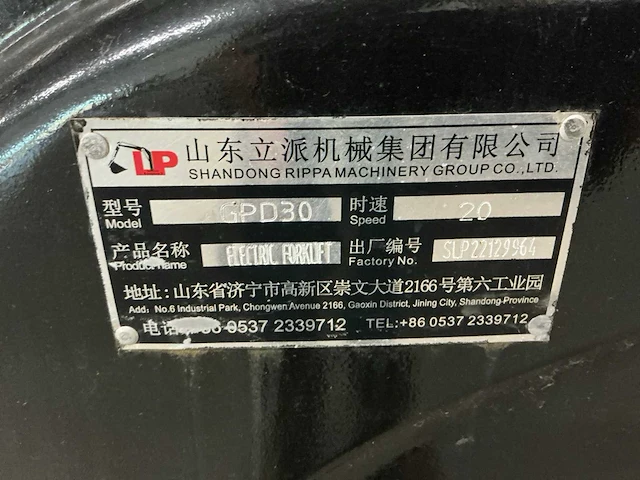 LP 山东立派机械集团有限公司
SHANDONG RIPPA MACHINERY GROUP CO.,LTD.
型号 GPD30 时速 20
Model Speed
产品名称 ELECTRIC FORKLIFT 出厂编号 SLP22129964
Product name Factory No.
地址: 山东省济宁市高新区崇文大道2166号第六工业园
Add: No.6 Industrial Park, Chongwen Avenue 2166, Gaoxin District, Jining City, Shandong Province
电话:+86 0537 2339712 TEL:+86 0537 2339712